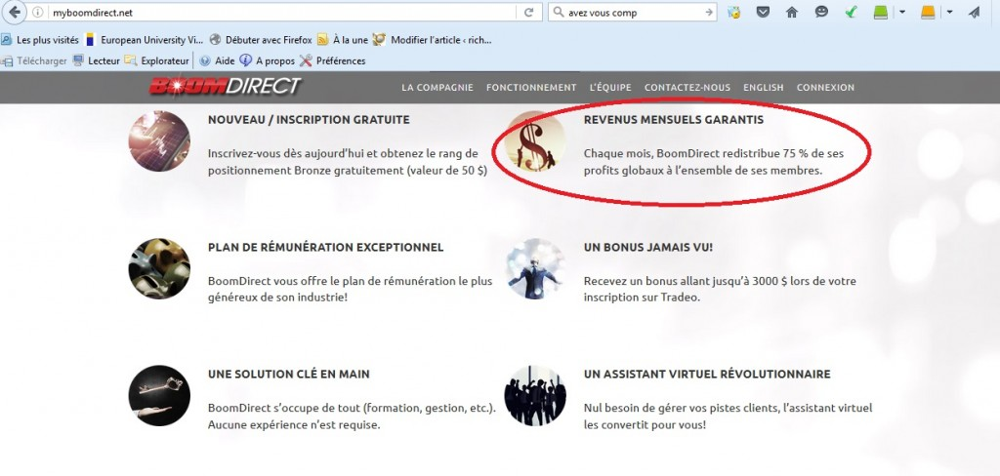 myboomdirect.net
avez vous comp
Les plus visités
European University Vi...
Débuter avec Firefox
À la une
Modifier l'article ‹ rich...
Télécharger
Lecteur
Explorateur
Aide
A propos
Préférences
BOOMDIRECT
LA COMPAGNIE
FONCTIONNEMENT
L'ÉQUIPE
CONTACTEZ-NOUS
ENGLISH
CONNEXION
NOUVEAU / INSCRIPTION GRATUITE
Inscrivez-vous dès aujourd'hui et obtenez le rang de
positionnement Bronze gratuitement (valeur de 50 $)
REVENUS MENSUELS GARANTIS
Chaque mois, BoomDirect redistribue 75 % de ses
profits globaux à l'ensemble de ses membres.
PLAN DE RÉMUNÉRATION EXCEPTIONNEL
BoomDirect vous offre le plan de rémunération le plus
généreux de son industrie!
UN BONUS JAMAIS VU!
Recevez un bonus allant jusqu'à 3000 $ lors de votre
inscription sur Tradeo.
UNE SOLUTION CLÉ EN MAIN
BoomDirect s'occupe de tout (formation, gestion, etc.).
Aucune expérience n'est requise.
UN ASSISTANT VIRTUEL RÉVOLUTIONNAIRE
Nul besoin de gérer vos pistes clients, l'assistant virtuel
les convertit pour vous!